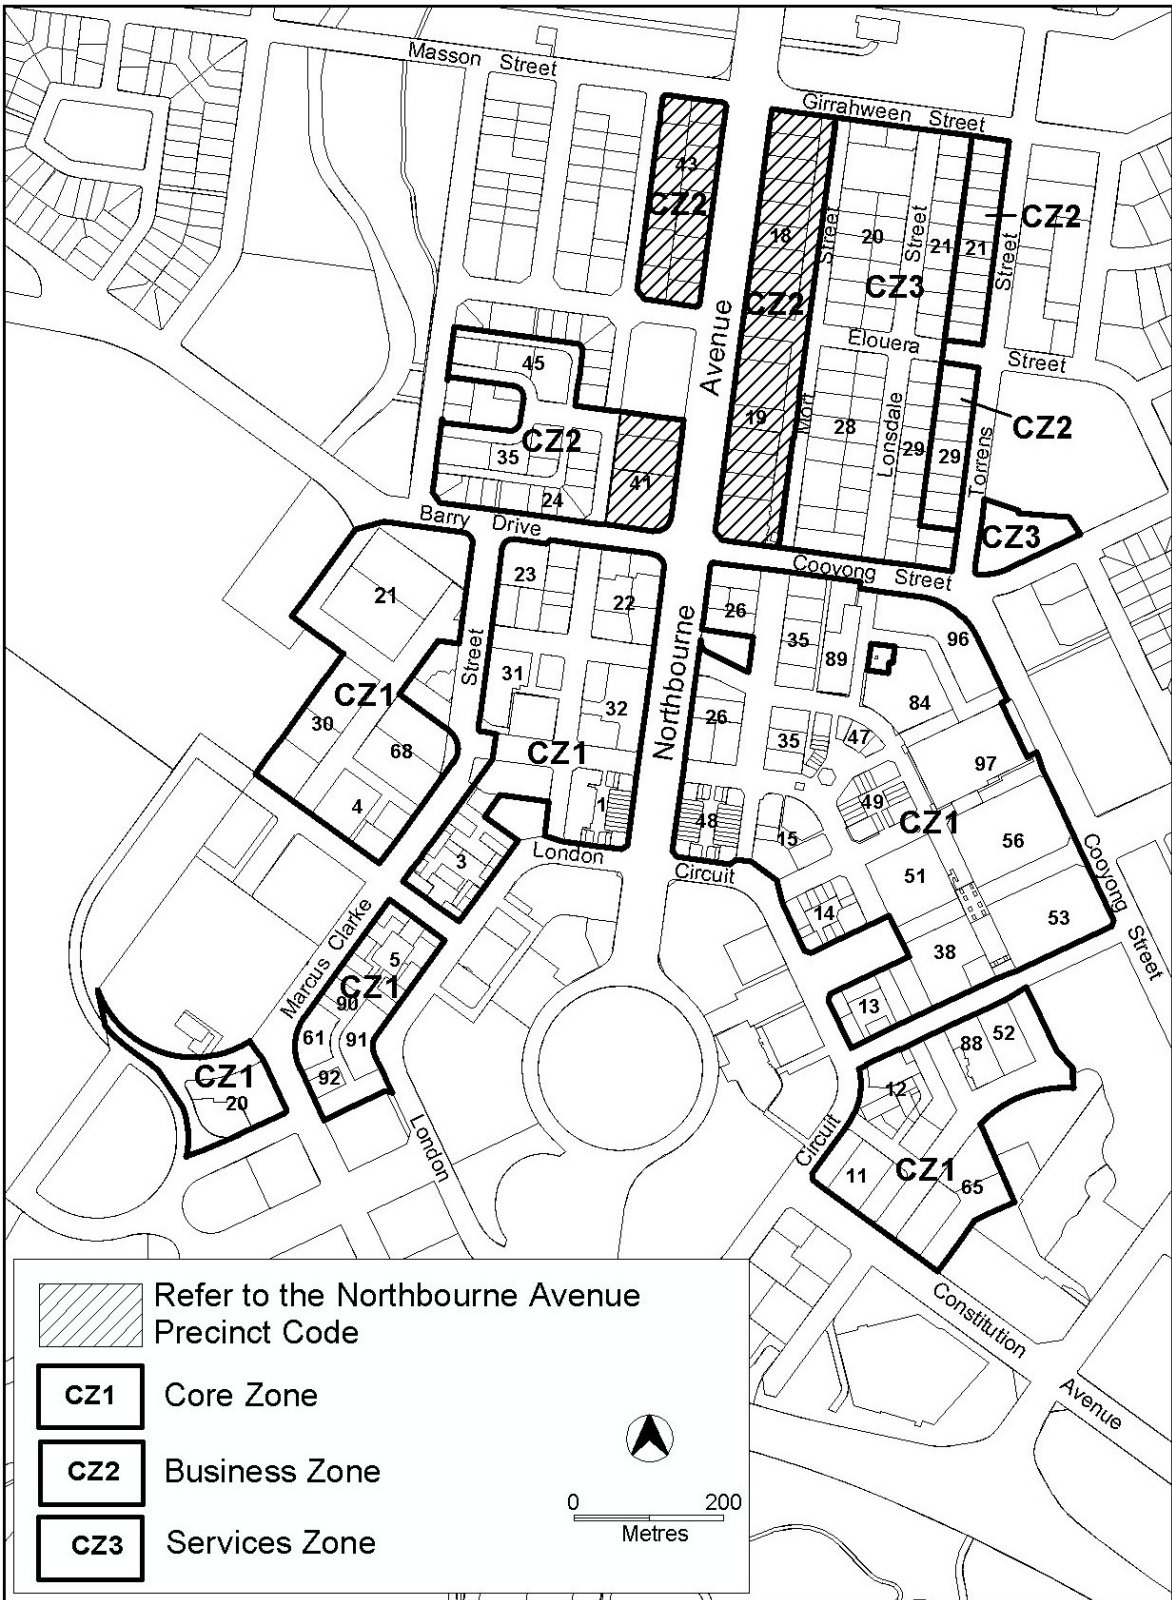 Masson Street
Girrahween Street
43
CZ2
18
Street
20
Street
21
21
CZ2
Street
CZ3
CZ2
Avenue
Elouera
Street
45
19
Mort
28
Lonsdale
29
29
CZ2
Torrens
CZ2
35
41
24
Barry Drive
CZ3
Cooyong Street
21
23
22
26
35
89
96
Street
31
Northbourne
84
CZ1
30
32
26
35
47
68
CZ1
97
4
1
48
49
CZ1
15
56
3
London
Circuit
51
Cooyong
Street
14
53
Marcus Clarke
5
38
CZ1
90
13
61
91
88
52
CZ1
92
12
20
London
Circuit
11
CZ1
65
Constitution
Avenue
Refer to the Northbourne Avenue
Precinct Code
CZ1 Core Zone
CZ2 Business Zone
CZ3 Services Zone
0 200
Metres